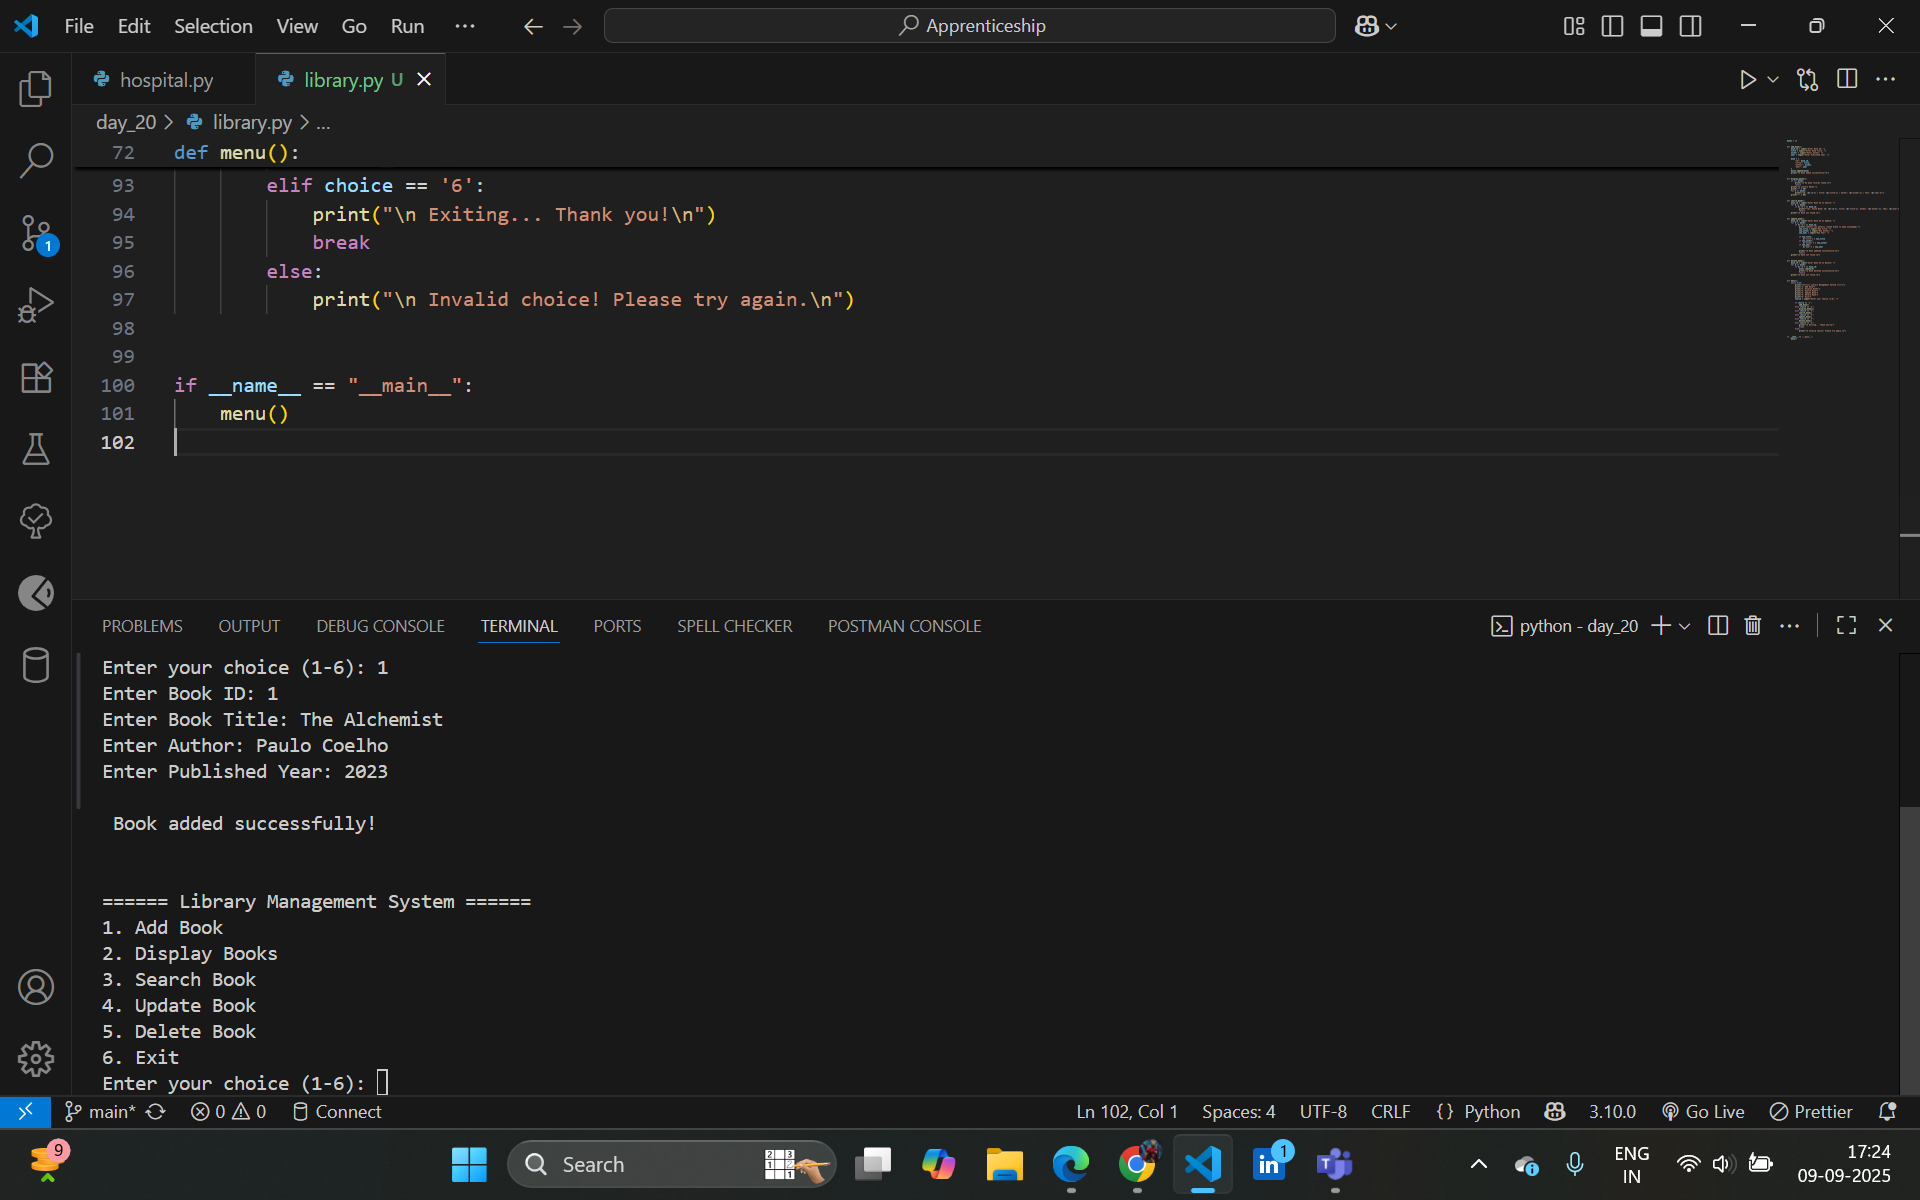 File Edit Selection View Go Run ... Apprenticeship
hospital.py library.py U
day_20 > library.py > ...
72 def menu():
93 elif choice == '6':
94 print("\n Exiting... Thank you!\n")
95 break
96 else:
97 print("\n Invalid choice! Please try again.\n")
98
99
100 if __name__ == "__main__":
101 menu()
102
1
PROBLEMS OUTPUT DEBUG CONSOLE TERMINAL PORTS SPELL CHECKER POSTMAN CONSOLE python - day_20
Enter your choice (1-6): 1
Enter Book ID: 1
Enter Book Title: The Alchemist
Enter Author: Paulo Coelho
Enter Published Year: 2023
Book added successfully!
====== Library Management System ======
1. Add Book
2. Display Books
3. Search Book
4. Update Book
5. Delete Book
6. Exit
Enter your choice (1-6):
main* 0 0 Connect Ln 102, Col 1 Spaces: 4 UTF-8 CRLF {} Python 3.10.0 Go Live Prettier
9 Search 1 ENG 17:24
IN 09-09-2025